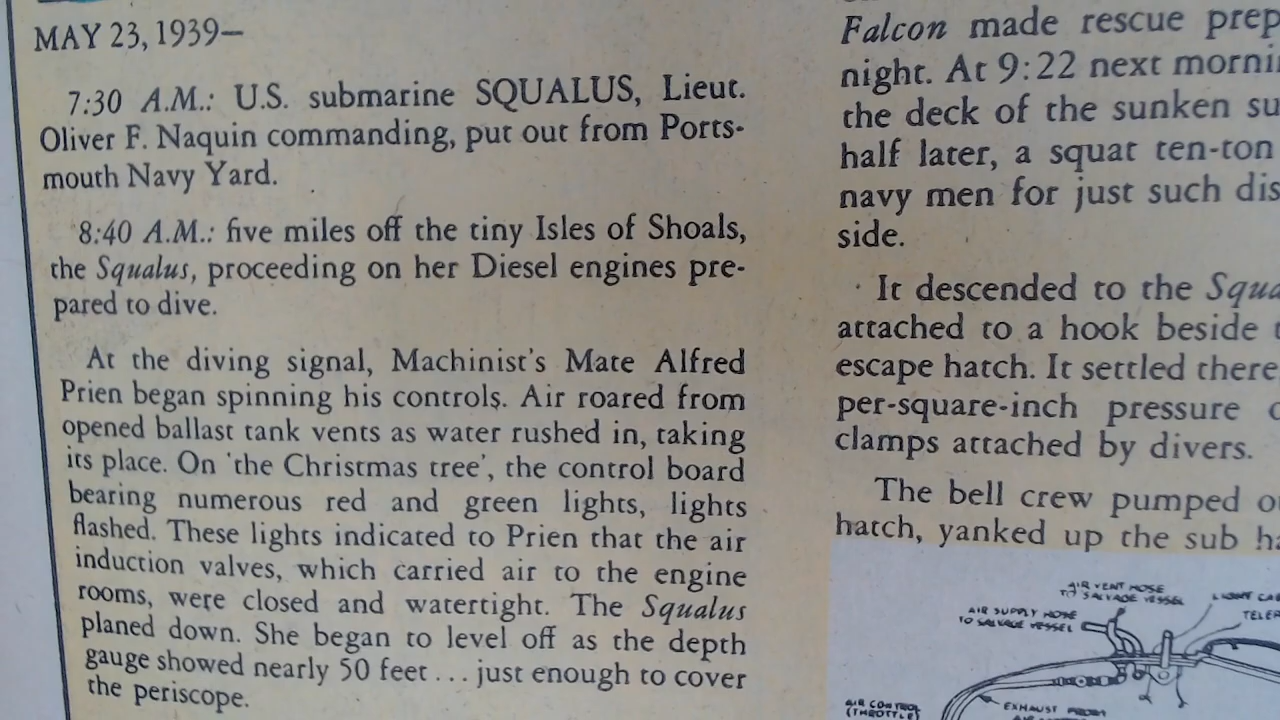 MAY 23, 1939—
7:30 A.M.: U.S. submarine SQUALUS, Lieut.
Oliver F. Naquin commanding, put out from Ports-
mouth Navy Yard.
8:40 A.M.: five miles off the tiny Isles of Shoals,
the Squalus, proceeding on her Diesel engines pre-
pared to dive.
At the diving signal, Machinist's Mate Alfred
Prien began spinning his controls. Air roared from
opened ballast tank vents as water rushed in, taking
its place. On 'the Christmas tree', the control board
bearing numerous red and green lights, lights
flashed. These lights indicated to Prien that the air
induction valves, which carried air to the engine
rooms, were closed and watertight. The Squalus
planed down. She began to level off as the depth
gauge showed nearly 50 feet . . . just enough to cover
the periscope.
Falcon made rescue prep
night. At 9:22 next morni
the deck of the sunken su
half later, a squat ten-ton
navy men for just such dis
side.
It descended to the Squa
attached to a hook beside
escape hatch. It settled there
per-square-inch pressure
clamps attached by divers.
The bell crew pumped
hatch, yanked up the sub ha
AIR VENT HOSE
TO SALVAGE VESSEL
AIR SUPPLY HOSE
TO SALVAGE VESSEL
LIGHT CA
TELEP
AIR CONTROL
(THROTTLE)
EXHAUST FROM